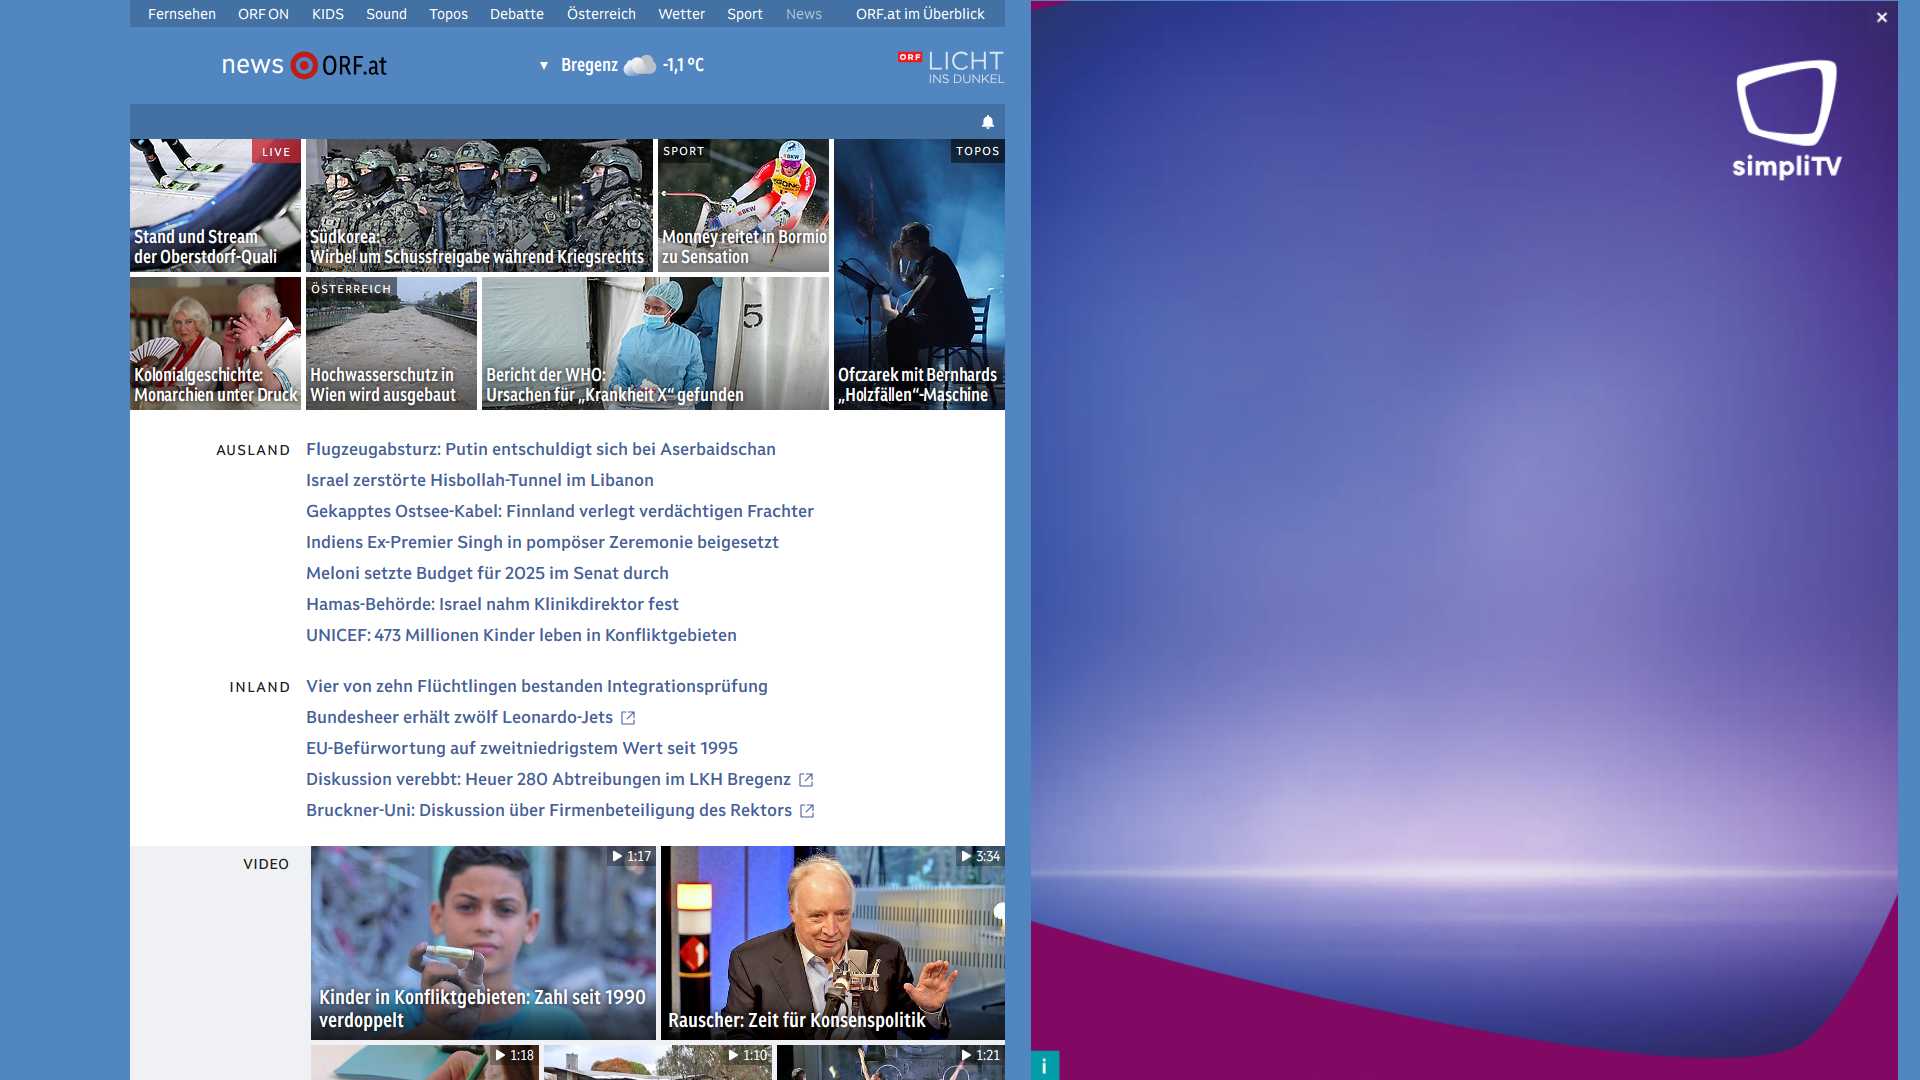 Fernsehen ORF ON KIDS Sound Topos Debatte Österreich Wetter Sport News ORF.at im Überblick
news ORF.at
▼ Bregenz -1,1 °C
ORF LICHT
INS DUNKEL
LIVE
Stand und Stream
der Oberstdorf-Quali
Südkorea:
Wirbel um Schussfreigabe während Kriegsrechts
SPORT
Monney reitet in Bormio
zu Sensation
TOPOS
Ofczarek mit Bernhards
„Holzfällen“-Maschine
Kolonialgeschichte:
Monarchien unter Druck
ÖSTERREICH
Hochwasserschutz in
Wien wird ausgebaut
5
Bericht der WHO:
Ursachen für „Krankheit X“ gefunden
AUSLAND
Flugzeugabsturz: Putin entschuldigt sich bei Aserbaidschan
Israel zerstörte Hisbollah-Tunnel im Libanon
Gekapptes Ostsee-Kabel: Finnland verlegt verdächtigen Frachter
Indiens Ex-Premier Singh in pompöser Zeremonie beigesetzt
Meloni setzte Budget für 2025 im Senat durch
Hamas-Behörde: Israel nahm Klinikdirektor fest
UNICEF: 473 Millionen Kinder leben in Konfliktgebieten
INLAND
Vier von zehn Flüchtlingen bestanden Integrationsprüfung
Bundesheer erhält zwölf Leonardo-Jets
EU-Befürwortung auf zweitniedrigstem Wert seit 1995
Diskussion verebbt: Heuer 280 Abtreibungen im LKH Bregenz
Bruckner-Uni: Diskussion über Firmenbeteiligung des Rektors
VIDEO
1:17
Kinder in Konfliktgebieten: Zahl seit 1990
verdoppelt
3:34
Rauscher: Zeit für Konsenspolitik
1:18
1:10
1:21
simpliTV
i